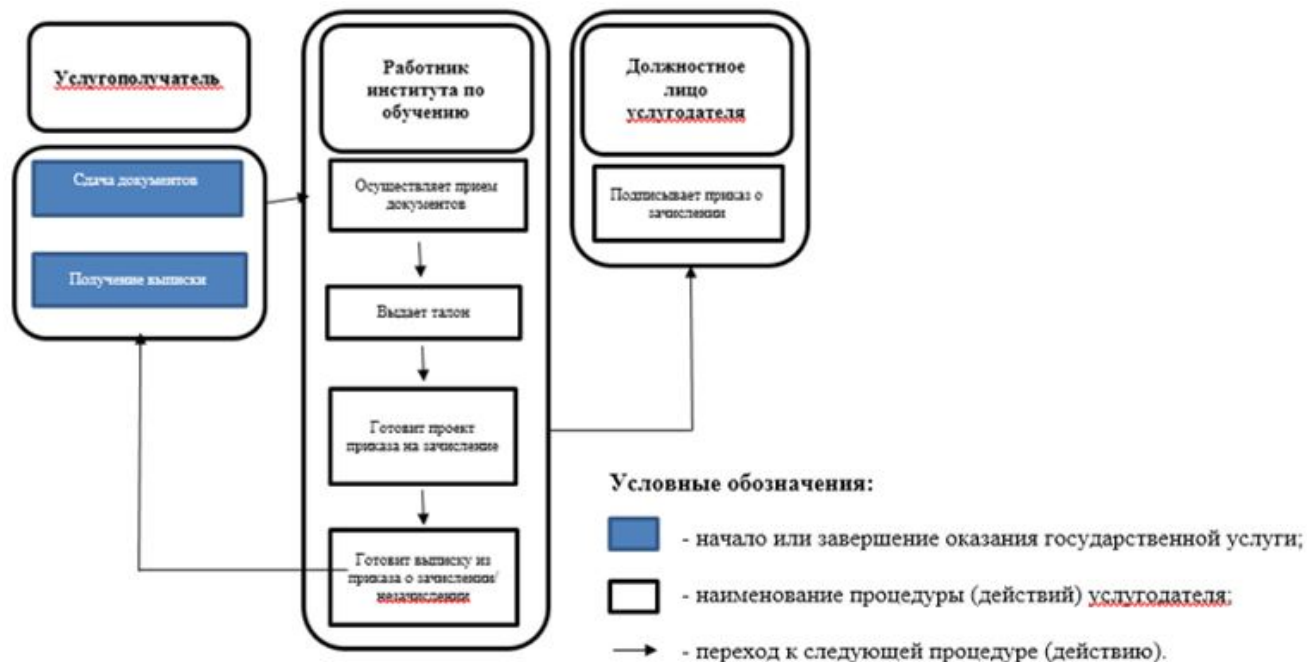 Услугополучатель
Сдача документов
Получение выписки
Работник
института по
обучению
Осуществляет прием
документов
Выдает талон
Готовит проект
приказа на зачисление
Готовит выписку из
приказа о зачислении/
незачислении
Должностное
лицо
услугодателя
Подписывает приказ о
зачислении
Условные обозначения:
- начало или завершение оказания государственной услуги;
- наименование процедуры (действий) услугодателя;
- переход к следующей процедуре (действию).